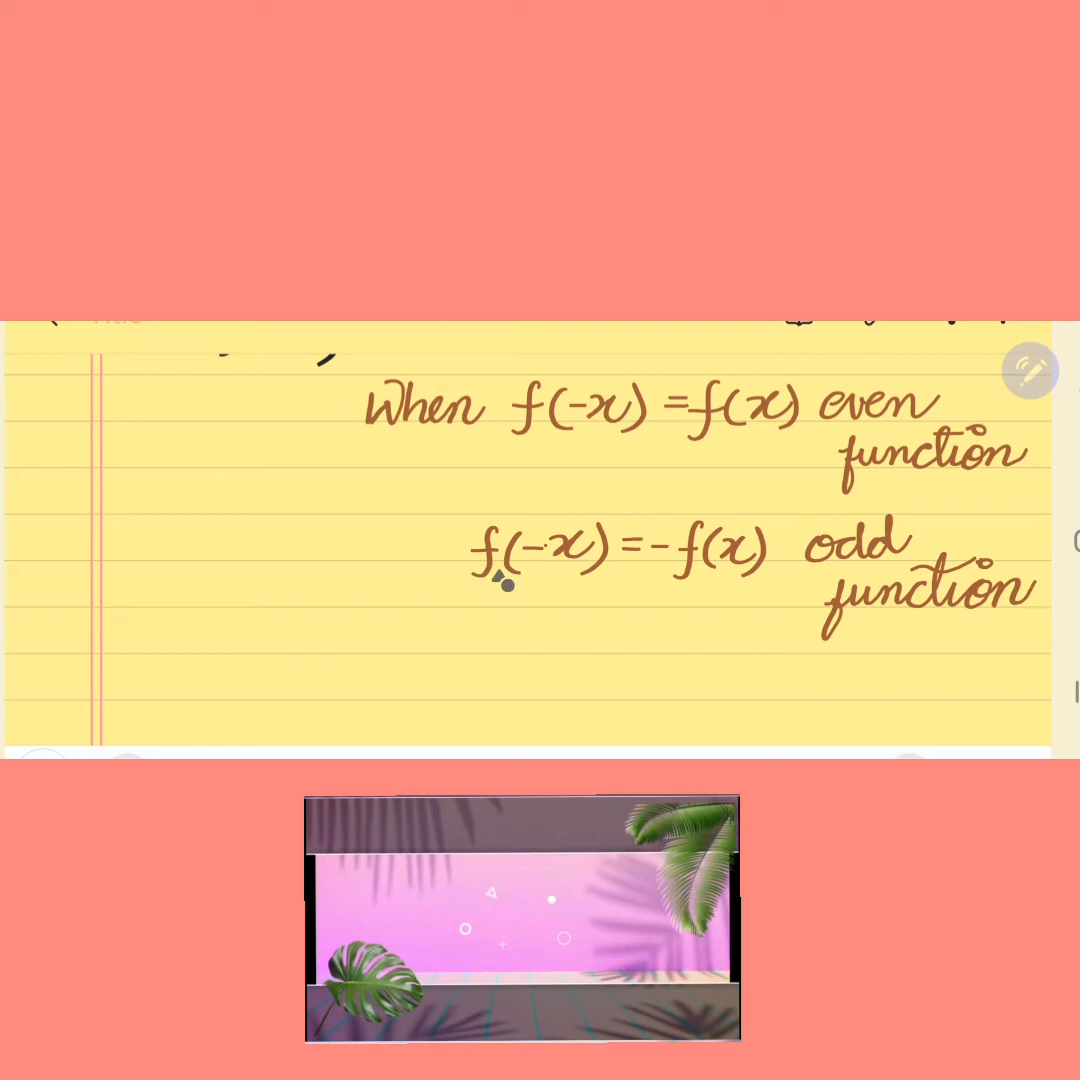 When f(-x) = f(x) even
function
f(-x) = - f(x) odd
function